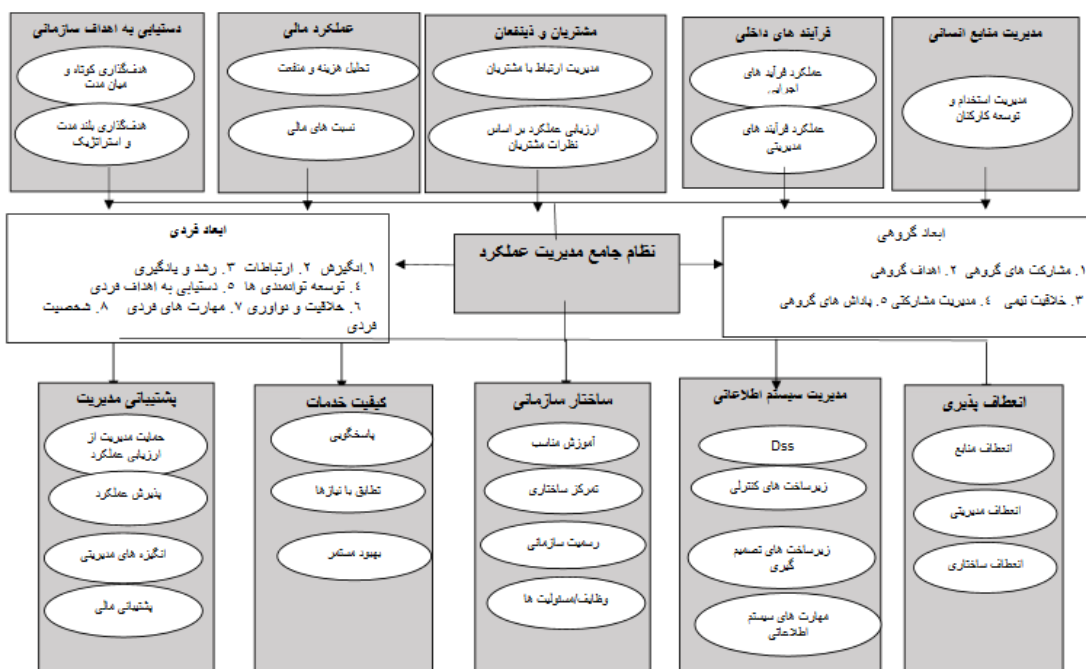 مدیریت منابع انسانی
مدیریت استخدام و
توسعه کارکنان
فرآیند های داخلی
عملکرد فرآید های
اجرایی
عملکرد فرآیند های
مدیریتی
مشتریان و ذینفعان
مدیریت ارتباط با مشتریان
ارزیابی عملکرد بر اساس
نظرات مشتریان
عملکرد مالی
تحلیل هزینه و منفعت
نسبت های مالی
دستیابی به اهداف سازمانی
هدف‌گذاری کوتاه و
میان مدت
هدف‌گذاری بلند مدت
و استراتژیک
ابعاد گروهی
۱. مشارکت های گروهی ۲. اهداف گروهی
۳. خلاقیت تیمی ۴. مدیریت مشارکتی ۵. پاداش های گروهی
نظام جامع مدیریت عملکرد
ابعاد فردی
۱.انگیزش ۲. ارتباطات ۳. رشد و یادگیری
۴. توسعه توانمندی ها ۵. دستیابی به اهداف فردی
۶. خلاقیت و نواوری ۷. مهارت های فردی ۸. شخصیت
فردی
انعطاف پذیری
انعطاف منابع
انعطاف مدیریتی
انعطاف ساختاری
مدیریت سیستم اطلاعاتی
Dss
زیرساخت های کنترلی
زیرساخت های تصمیم
گیری
مهارت های سیستم
اطلاعاتی
ساختار سازمانی
آموزش مناسب
تمرکز ساختاری
رسمیت سازمانی
وظایف/مسئولیت ها
کیفیت خدمات
پاسخگویی
تطابق با نیازها
بهبود مستمر
پشتیبانی مدیریت
حمایت مدیریت از
ارزیابی عملکرد
پذیرش عملکرد
انگیزه های مدیریتی
پشتیبانی مالی